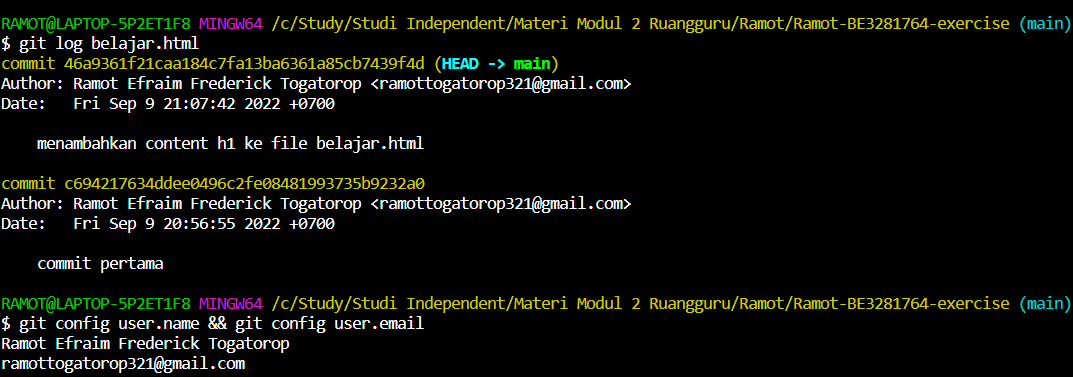 RAMOT@LAPTOP-5P2ET1F8 MINGW64 /c/Study/Studi Independent/Materi Modul 2 Ruangguru/Ramot/Ramot-BE3281764-exercise (main)
$ git log belajar.html
commit 46a9361f21caa184c7fa13ba6361a85cb7439f4d (HEAD -> main)
Author: Ramot Efraim Frederick Togatorop <ramottogatorop321@gmail.com>
Date:   Fri Sep 9 21:07:42 2022 +0700
    menambahkan content h1 ke file belajar.html
commit c694217634ddee0496c2fe08481993735b9232a0
Author: Ramot Efraim Frederick Togatorop <ramottogatorop321@gmail.com>
Date:   Fri Sep 9 20:56:55 2022 +0700
    commit pertama
RAMOT@LAPTOP-5P2ET1F8 MINGW64 /c/Study/Studi Independent/Materi Modul 2 Ruangguru/Ramot/Ramot-BE3281764-exercise (main)
$ git config user.name && git config user.email
Ramot Efraim Frederick Togatorop
ramottogatorop321@gmail.com